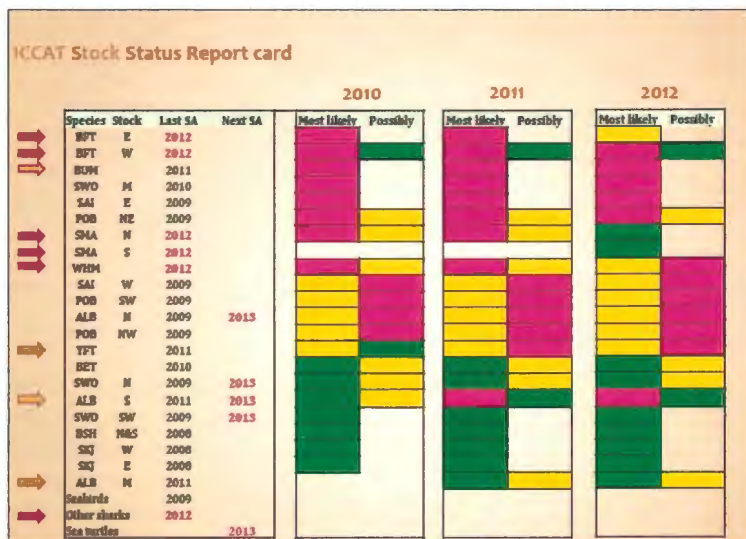 ICCAT Stock Status Report card
2010 2011 2012
Species Stock Last SA Next SA Most likely Possibly Most likely Possibly Most likely Possibly
BFT E 2012
BFT W 2012
BUM 2011
SWO M 2010
SAI E 2009
POB NE 2009
SMA N 2012
SMA S 2012
WHM 2012
SAI W 2009
POB SW 2009
ALB N 2009 2013
POB NW 2009
YFT 2011
BET 2010
SWO N 2009 2013
ALB S 2011 2013
SWO SW 2009 2013
BSH N&S 2008
SKJ W 2008
SKJ E 2008
ALB M 2011
Seabirds 2009
Other sharks 2012
Sea turtles 2013